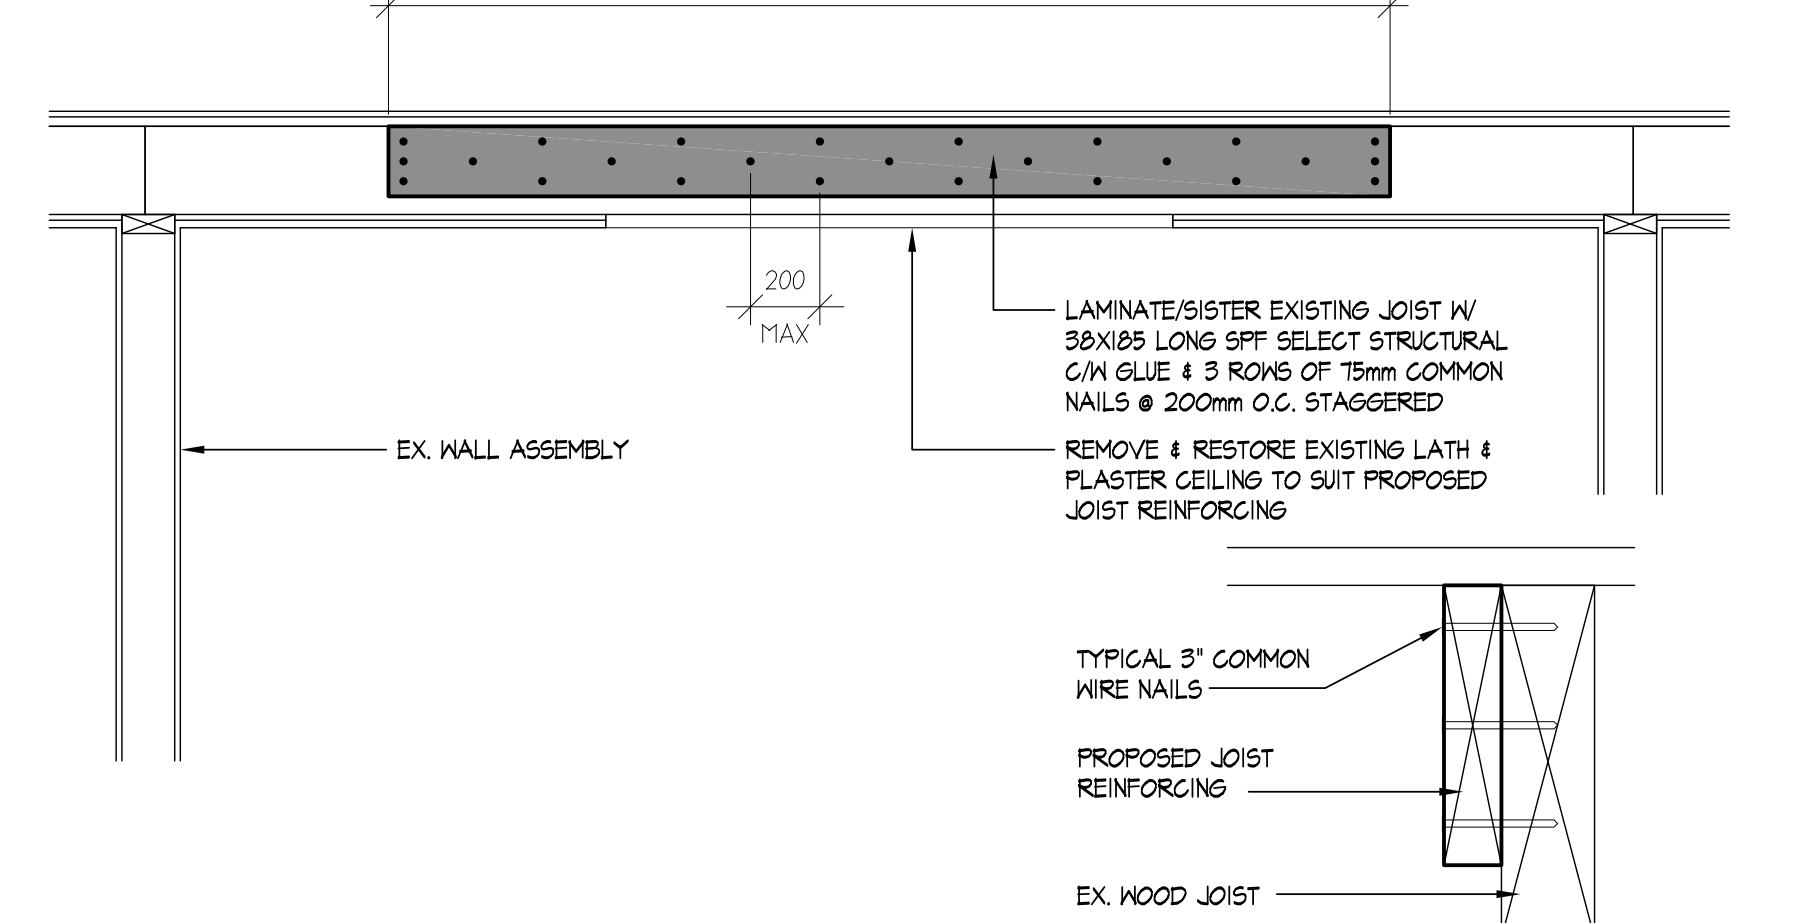 200
MAX
LAMINATE/SISTER EXISTING JOIST W/
38X185 LONG SPF SELECT STRUCTURAL
C/W GLUE & 3 ROWS OF 75mm COMMON
NAILS @ 200mm O.C. STAGGERED
EX. WALL ASSEMBLY
REMOVE & RESTORE EXISTING LATH &
PLASTER CEILING TO SUIT PROPOSED
JOIST REINFORCING
TYPICAL 3" COMMON
WIRE NAILS
PROPOSED JOIST
REINFORCING
EX. WOOD JOIST